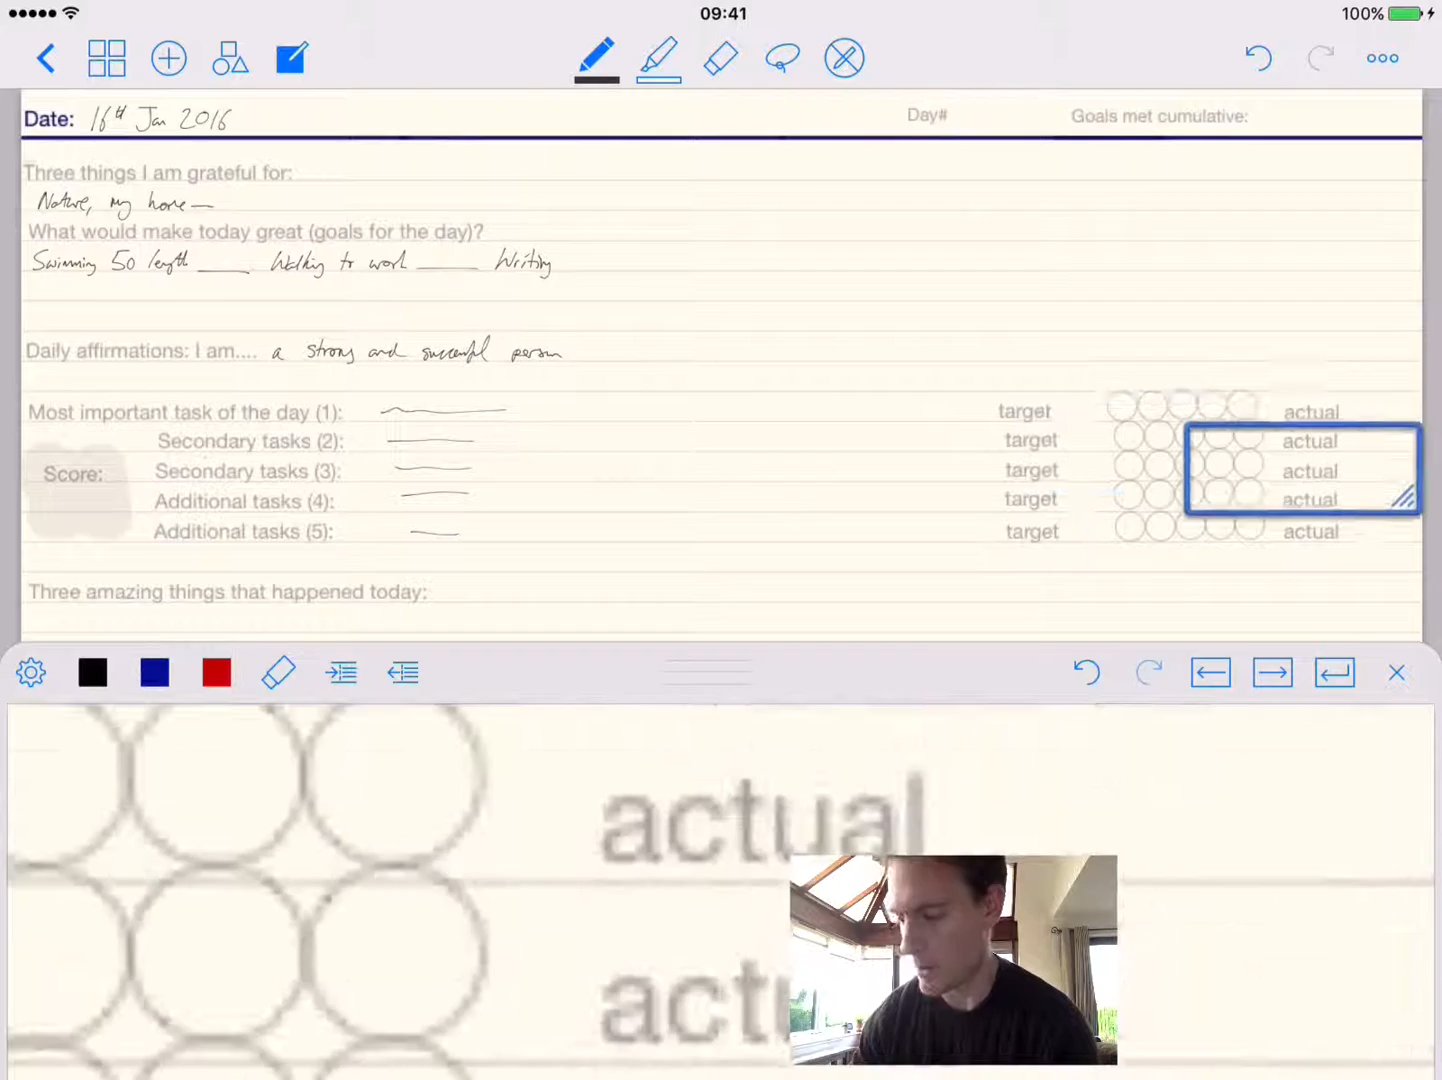 09:41
100%
Date: 16th Jan 2016 Day# Goals met cumulative:
Three things I am grateful for:
Nature, my home
What would make today great (goals for the day)?
Swimming 50 length Walking to work Writing
Daily affirmations: I am.... a strong and successful person
Most important task of the day (1): target actual
Secondary tasks (2): target actual
Score: Secondary tasks (3): target actual
Additional tasks (4): target actual
Additional tasks (5): target actual
Three amazing things that happened today:
actual
actu